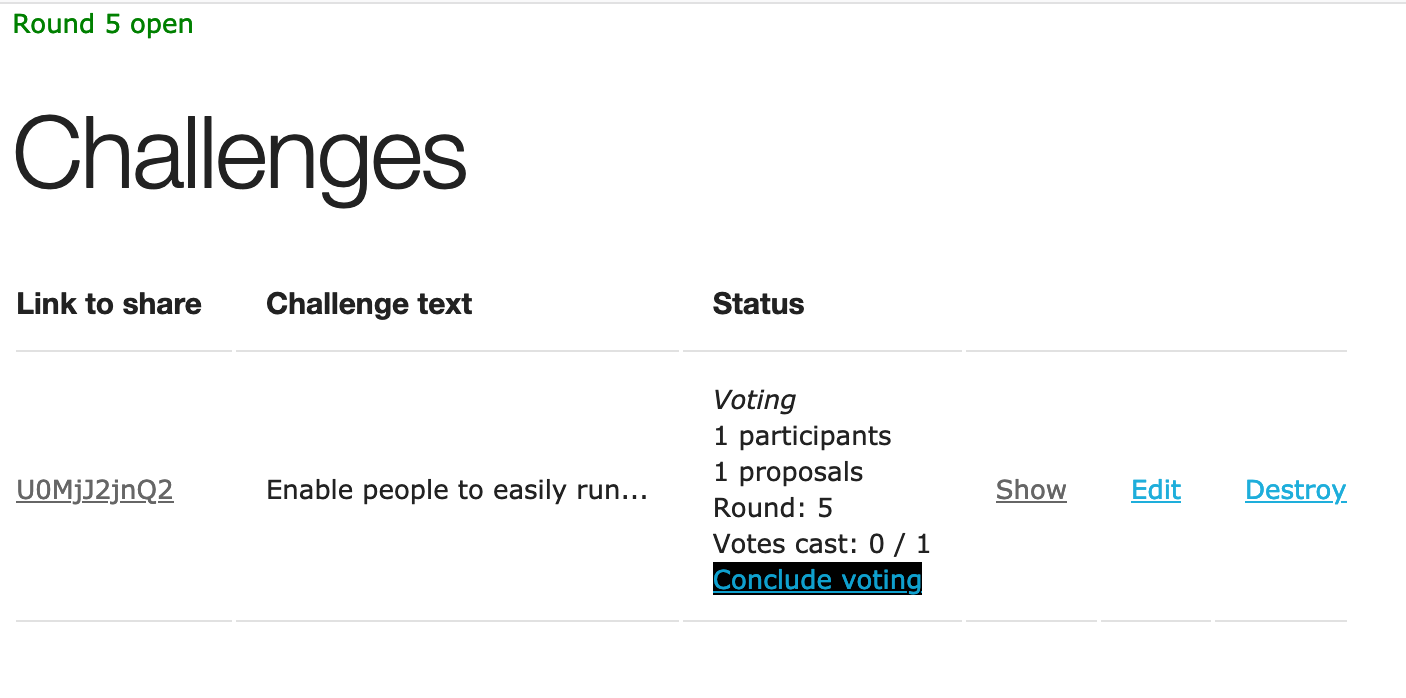 Round 5 open
Challenges
Link to share Challenge text Status
Voting
1 participants
1 proposals
U0MjJ2jnQ2 Enable people to easily run... Show Edit Destroy
Round: 5
Votes cast: 0 / 1
Conclude voting